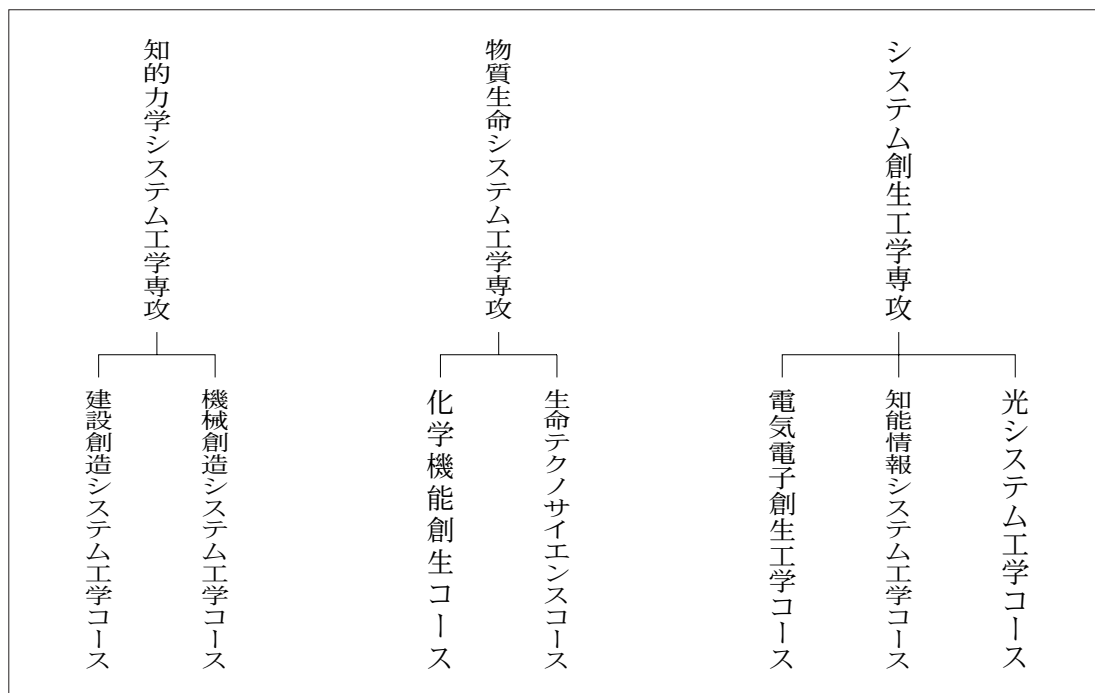 知的力学システム工学専攻
建設創造システム工学コース
機械創造システム工学コース
物質生命システム工学専攻
化学機能創生コース
生命テクノサイエンスコース
システム創生工学専攻
電気電子創生工学コース
知能情報システム工学コース
光システム工学コース